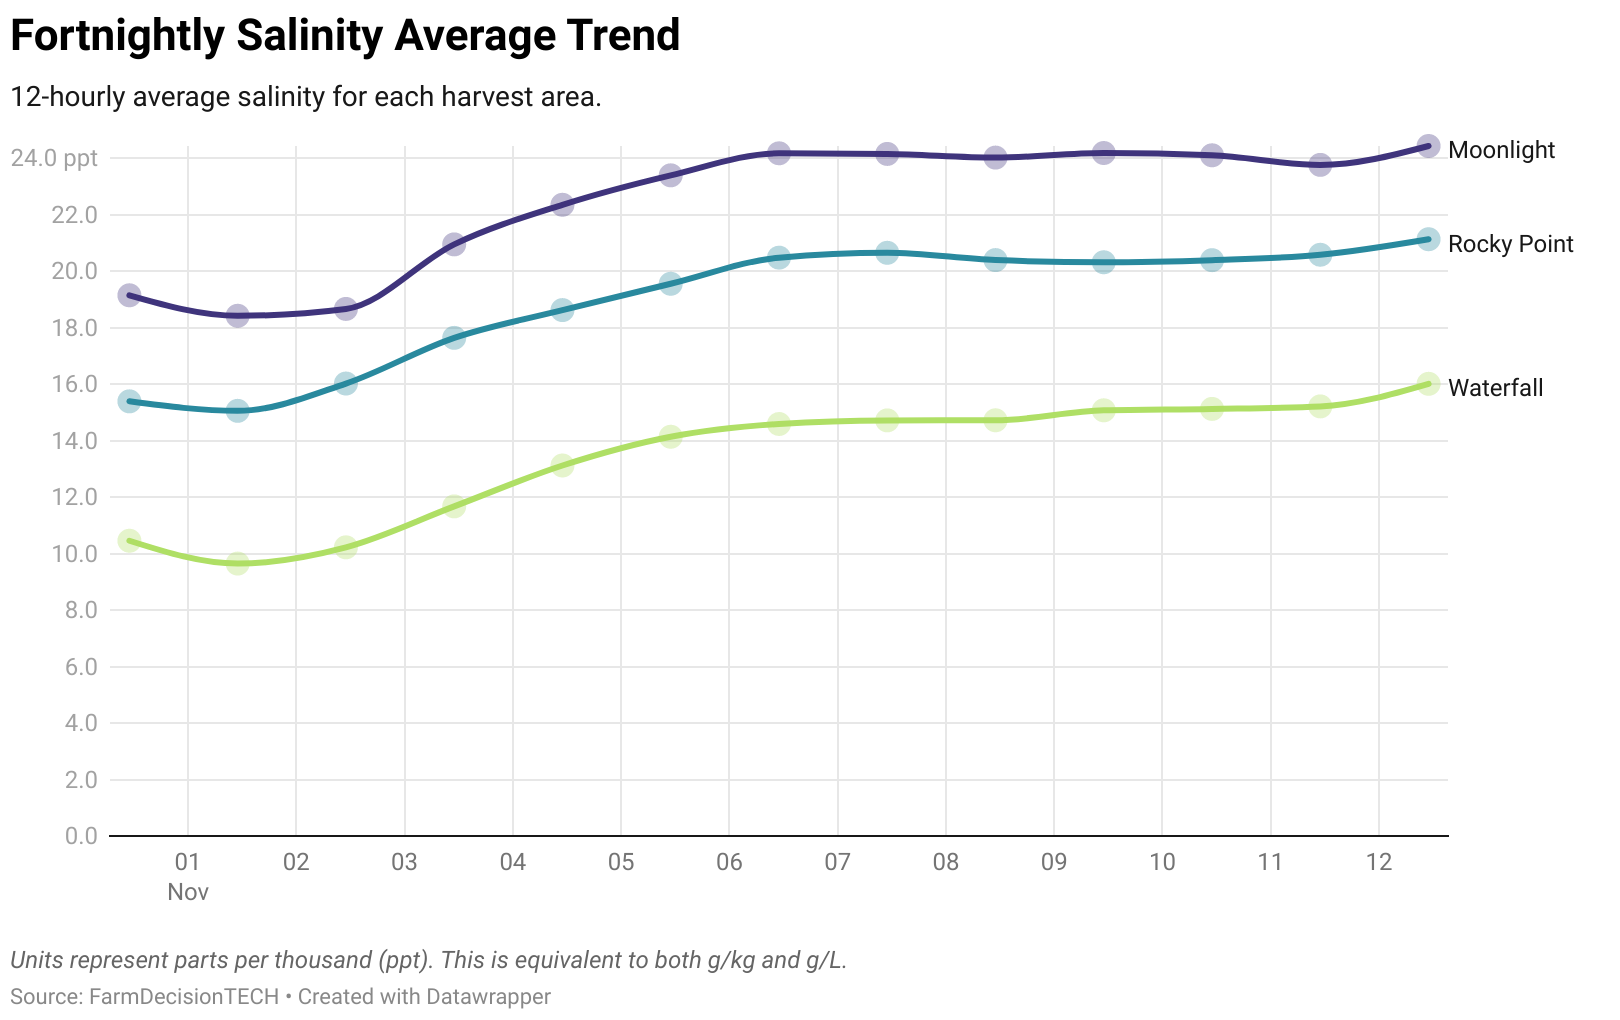 Fortnightly Salinity Average Trend
12-hourly average salinity for each harvest area.
24.0 ppt
22.0
20.0
18.0
16.0
14.0
12.0
10.0
8.0
6.0
4.0
2.0
0.0
Moonlight
Rocky Point
Waterfall
01 02 03 04 05 06 07 08 09 10 11 12
Nov
Units represent parts per thousand (ppt). This is equivalent to both g/kg and g/L.
Source: FarmDecisionTECH • Created with Datawrapper